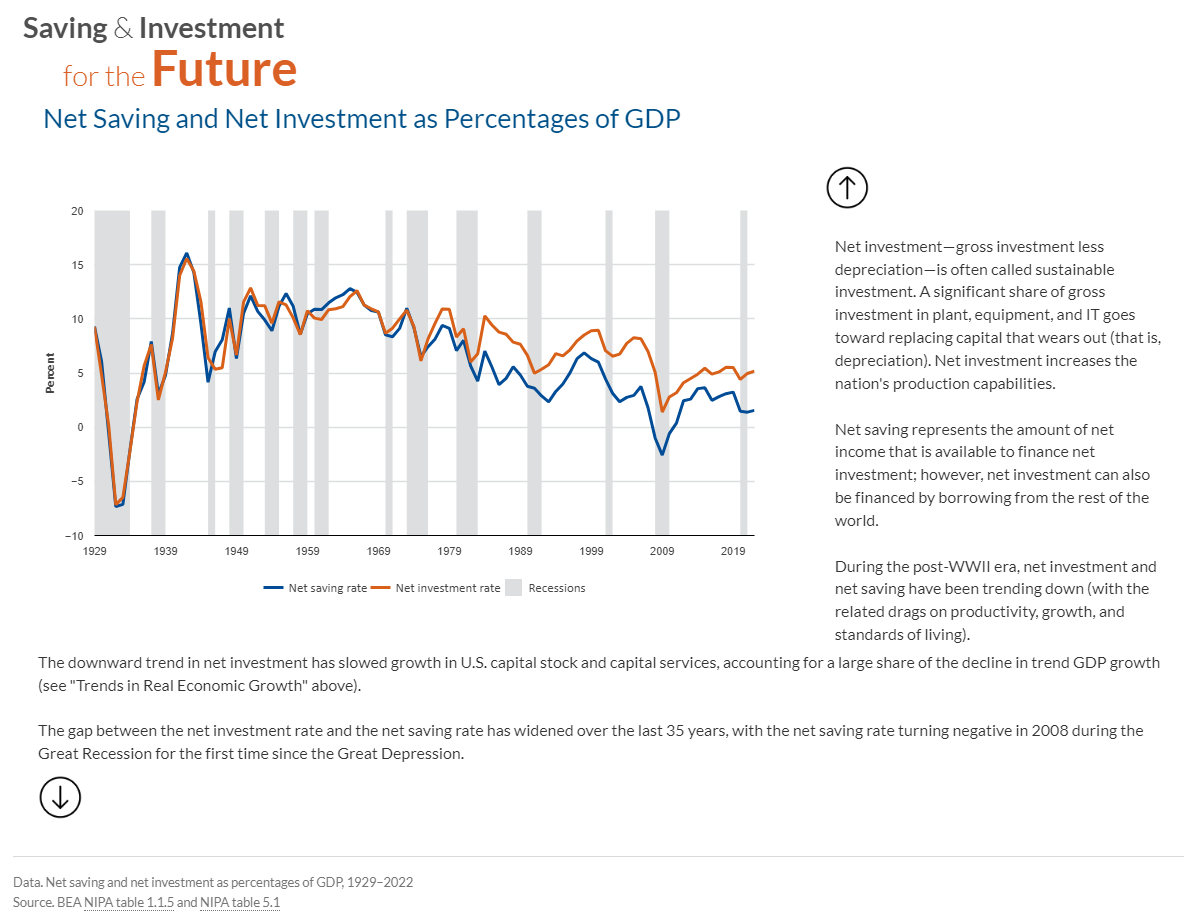 Saving & Investment
for the Future
Net Saving and Net Investment as Percentages of GDP
20
15
10
5
0
−5
−10
Percent
1929 1939 1949 1959 1969 1979 1989 1999 2009 2019
Net saving rate Net investment rate Recessions
Net investment—gross investment less
depreciation—is often called sustainable
investment. A significant share of gross
investment in plant, equipment, and IT goes
toward replacing capital that wears out (that is,
depreciation). Net investment increases the
nation's production capabilities.
Net saving represents the amount of net
income that is available to finance net
investment; however, net investment can also
be financed by borrowing from the rest of the
world.
During the post-WWII era, net investment and
net saving have been trending down (with the
related drags on productivity, growth, and
standards of living).
The downward trend in net investment has slowed growth in U.S. capital stock and capital services, accounting for a large share of the decline in trend GDP growth
(see "Trends in Real Economic Growth" above).
The gap between the net investment rate and the net saving rate has widened over the last 35 years, with the net saving rate turning negative in 2008 during the
Great Recession for the first time since the Great Depression.
Data. Net saving and net investment as percentages of GDP, 1929–2022
Source. BEA NIPA table 1.1.5 and NIPA table 5.1